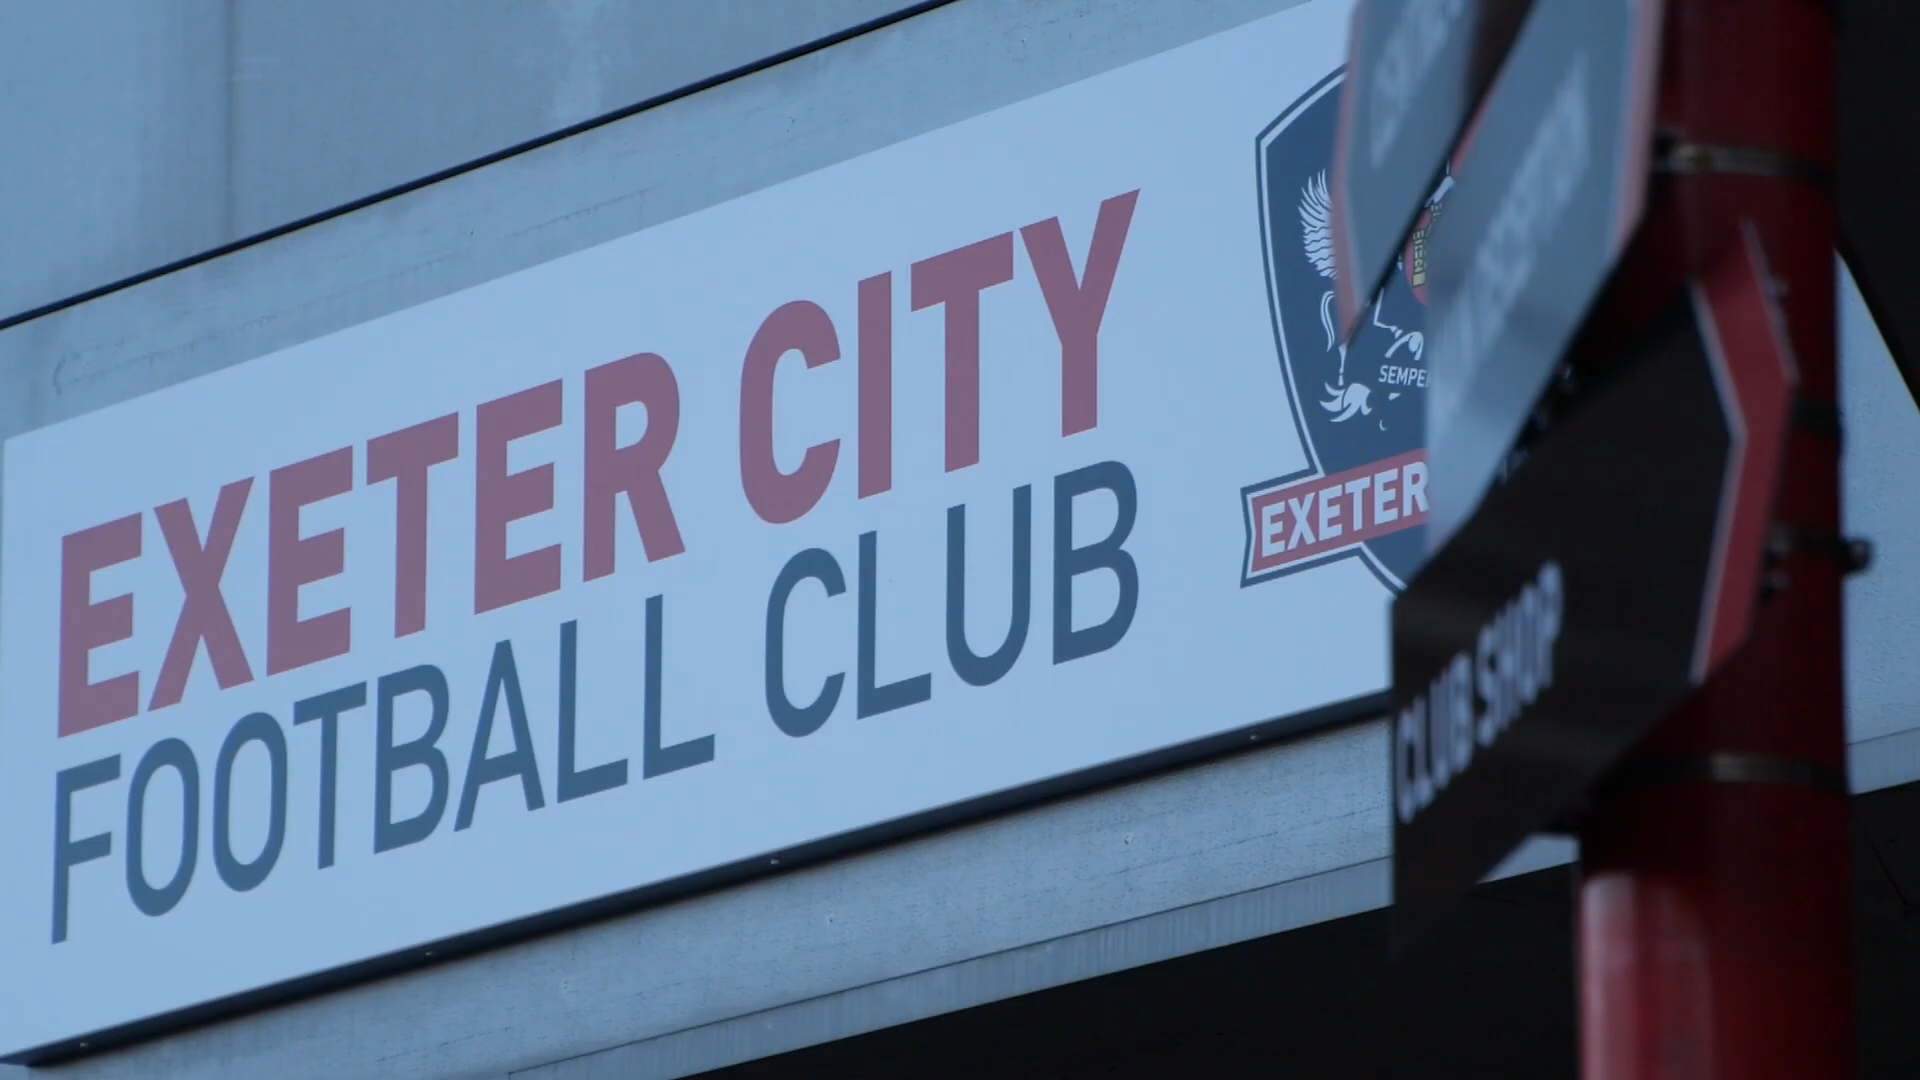 EXETER CITY
FOOTBALL CLUB
SEMPER
EXETER
CLUB SHOP